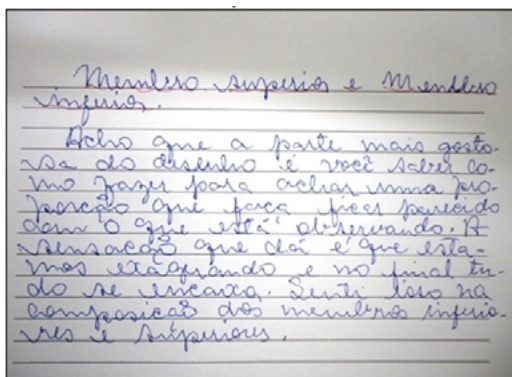 Membro superior e Membro
inferior.
Acho que a parte mais gosto-
sa do desenho é você saber co-
mo fazer para achar uma pro-
porção que faça ficar parecido
com o que está observando. A
sensação que dá é que esta-
mos exagerando e no final tu-
do se encaixa. Senti isso na
composição dos membros inferio-
res e superiores.